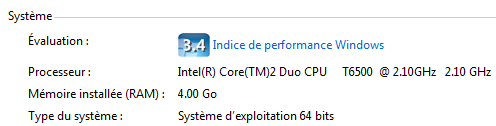 Système
Évaluation : 3.4 Indice de performance Windows
Processeur : Intel(R) Core(TM)2 Duo CPU T6500 @ 2.10GHz 2.10 GHz
Mémoire installée (RAM) : 4.00 Go
Type du système : Système d'exploitation 64 bits